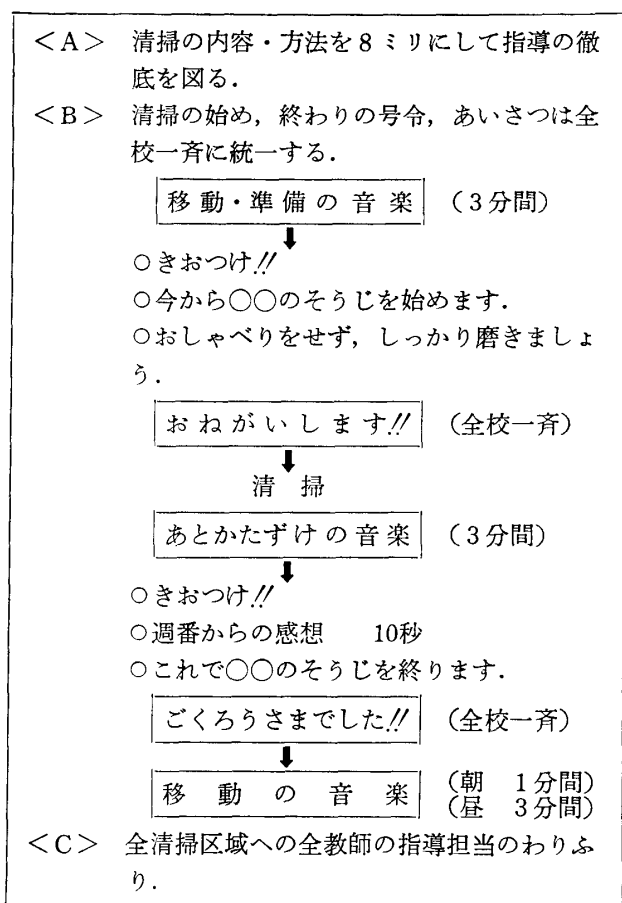 <A> 清掃の内容・方法を8ミリにして指導の徹
底を図る.
<B> 清掃の始め,終わりの号令,あいさつは全
校一斉に統一する.
移動・準備の音楽 (3分間)
○きおつけ!!
○今から○○のそうじを始めます.
○おしゃべりをせず,しっかり磨きましょ
う.
おねがいします!! (全校一斉)
清 掃
あとかたずけの音楽 (3分間)
○きおつけ!!
○週番からの感想 10秒
○これで○○のそうじを終ります.
ごくろうさまでした!! (全校一斉)
移動の音楽 (朝 1分間)
(昼 3分間)
<C> 全清掃区域への全教師の指導担当のわりふ
り.